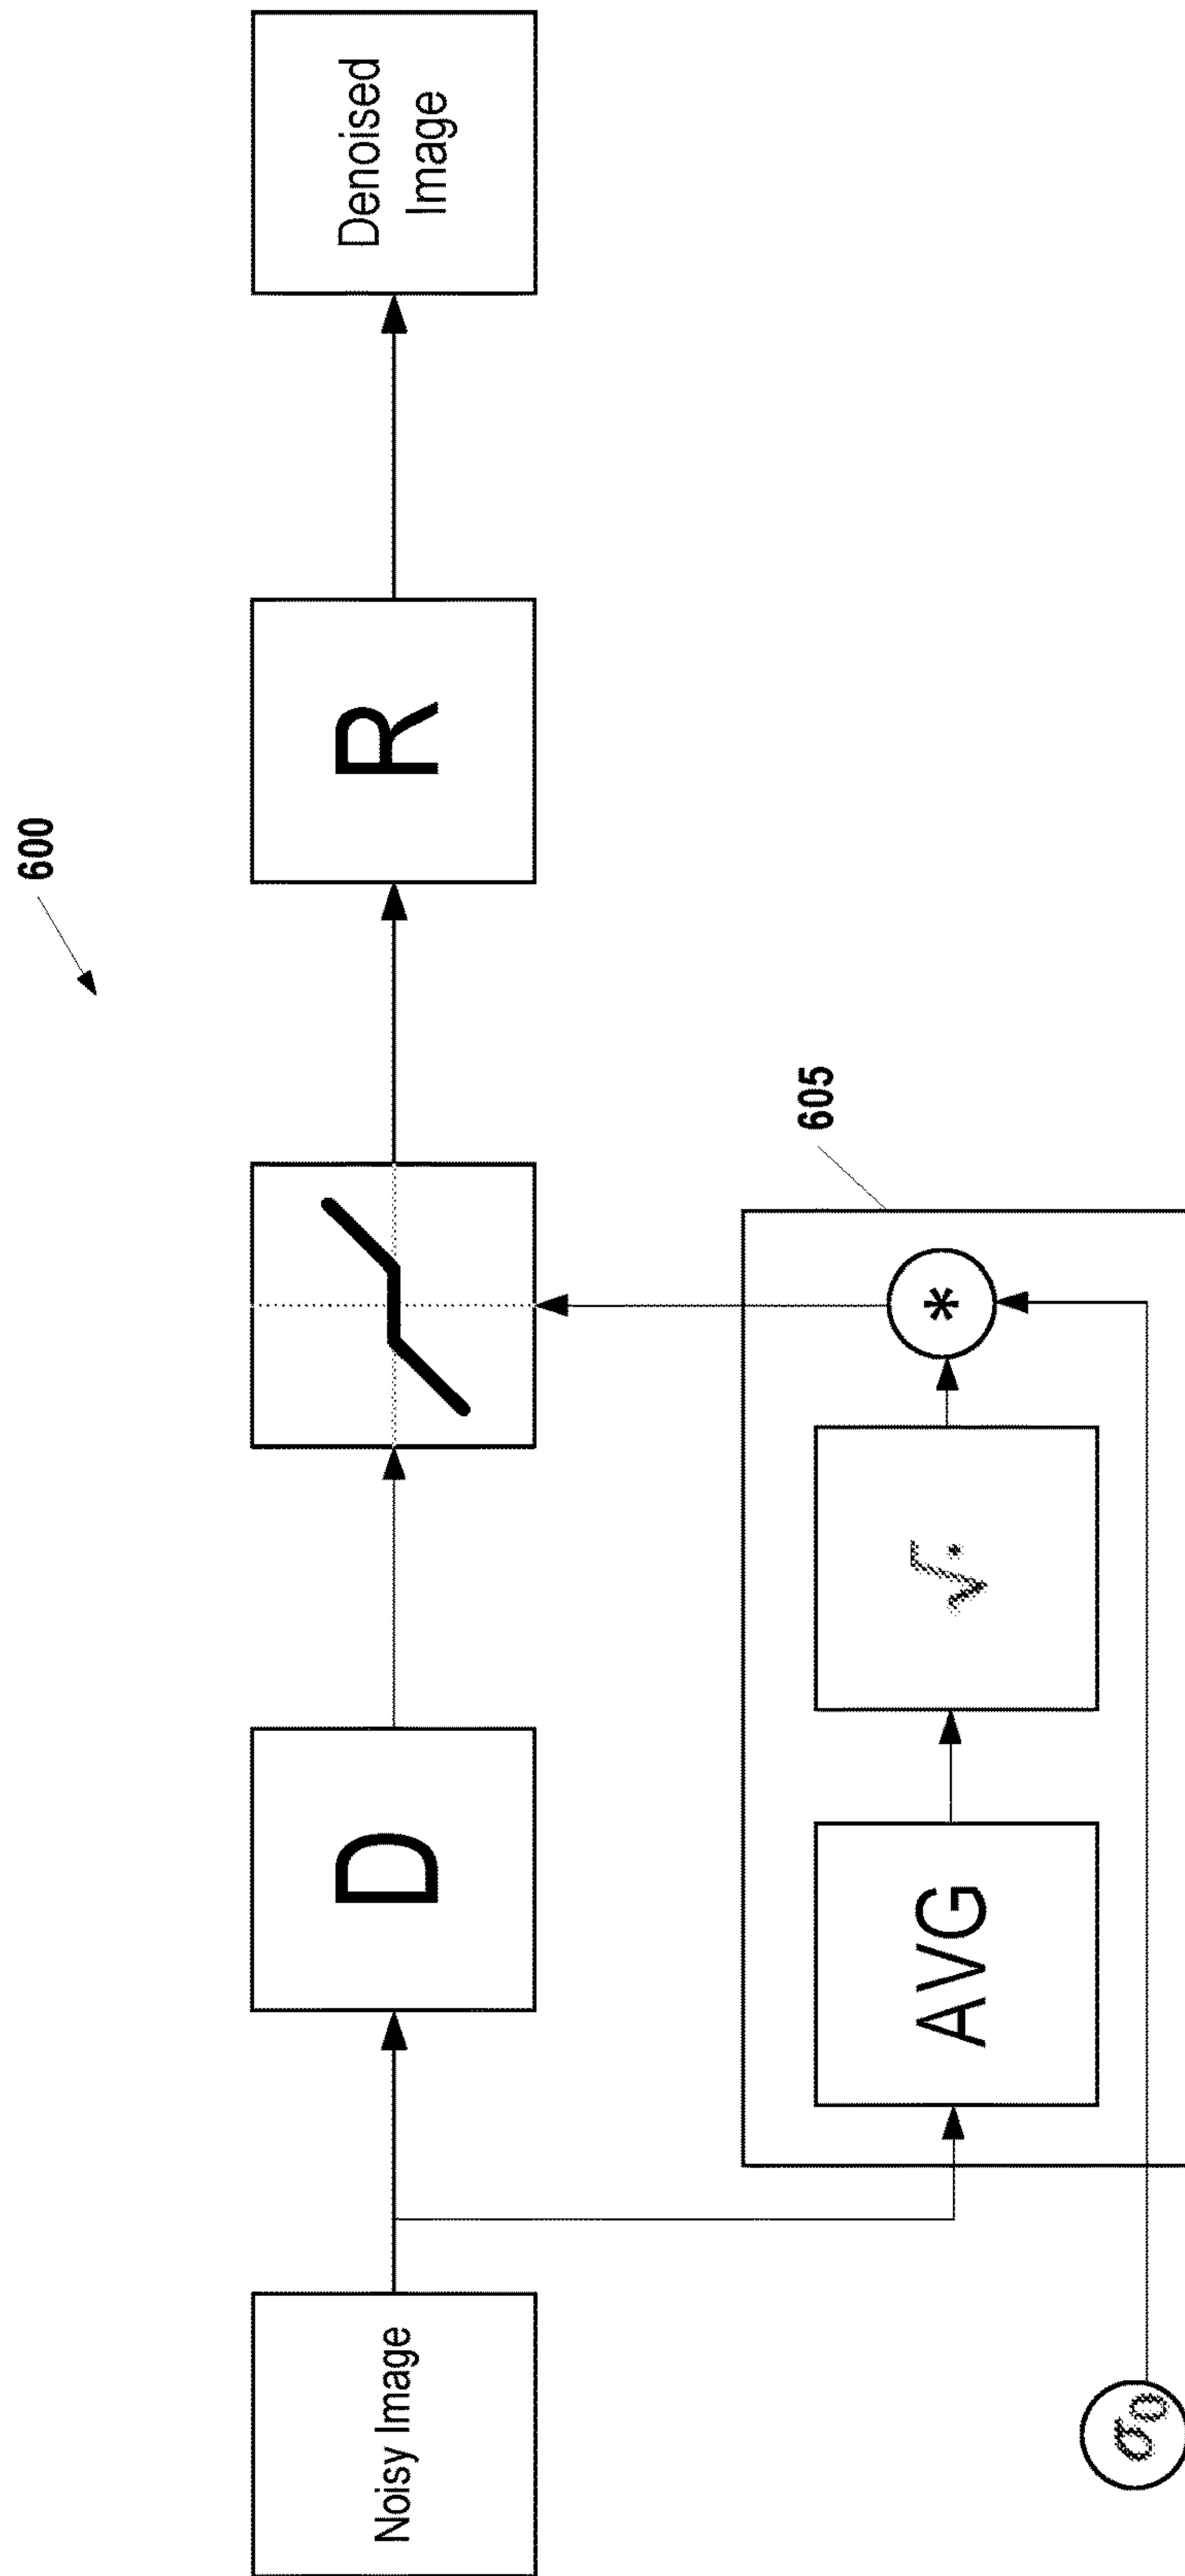 600
Noisy Image
D
R
Denoised
Image
605
AVG
√·
*
σ0